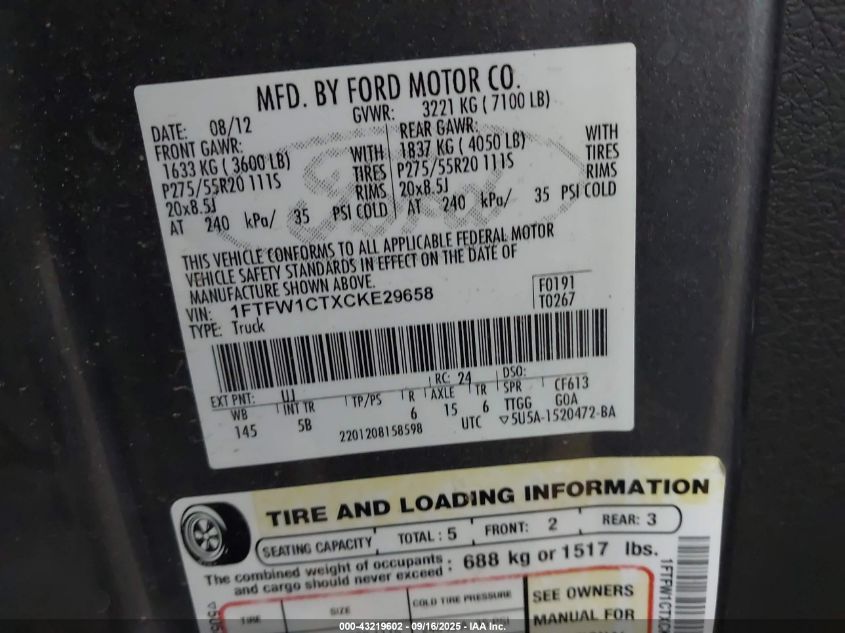 MFD. BY FORD MOTOR CO.
DATE: 08/12 GVWR: 3221 KG ( 7100 LB)
FRONT GAWR: REAR GAWR:
1633 KG ( 3600 LB) WITH 1837 KG ( 4050 LB) WITH
P275/55R20 111S TIRES P275/55R20 111S TIRES
20x8.5J RIMS 20x8.5J RIMS
AT 240 kPa/ 35 PSI COLD AT 240 kPa/ 35 PSI COLD
THIS VEHICLE CONFORMS TO ALL APPLICABLE FEDERAL MOTOR
VEHICLE SAFETY STANDARDS IN EFFECT ON THE DATE OF
MANUFACTURE SHOWN ABOVE.
VIN: 1FTFW1CTXCKE29658 F0191
TYPE: Truck T0267
EXT PNT: UJ RC: 24 DSO:
WB INT TR TP/PS R AXLE TR SPR CF613
145 5B 6 15 6 TTGG GOA
2201208158598 UTC ▽5U5A-1520472-BA
TIRE AND LOADING INFORMATION
SEATING CAPACITY TOTAL : 5 FRONT: 2 REAR: 3
The combined weight of occupants
and cargo should never exceed : 688 kg or 1517 lbs.
TIRE SIZE COLD TIRE PRESSURE SEE OWNERS
MANUAL FOR
1FTFW1CTXC
000-43219602 - 09/16/2025 - IAA Inc.